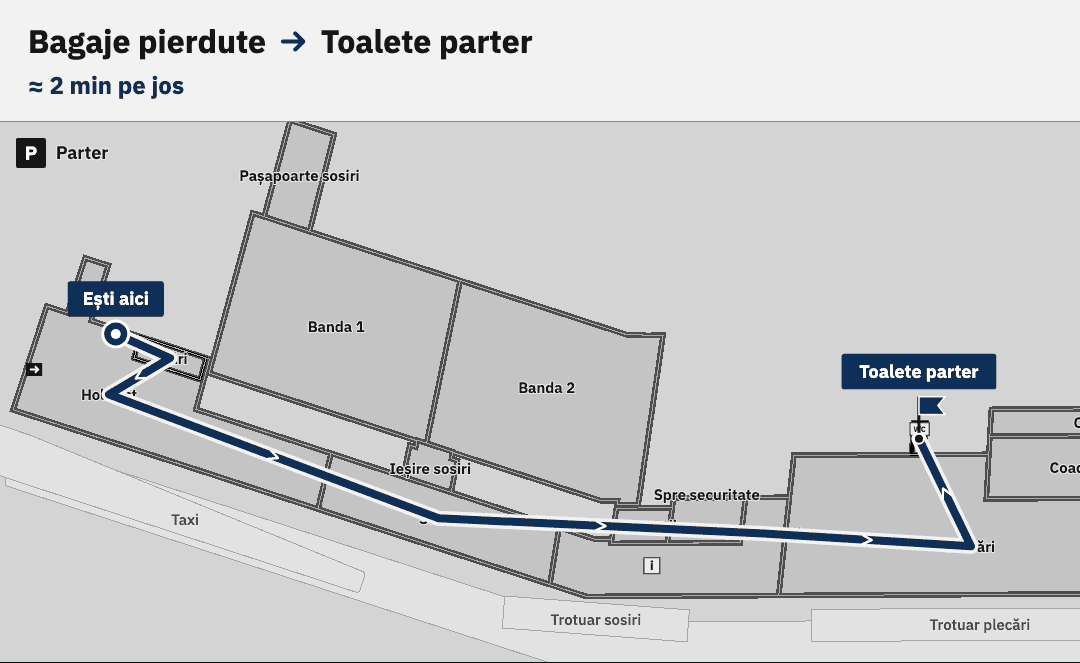 Bagaje pierdute → Toalete parter
≈ 2 min pe jos
P Parter
Pașapoarte sosiri
Ești aici
Banda 1
Banda 2
Toalete parter
WC
Ieșire sosiri
Spre securitate
Taxi
i
Trotuar sosiri
Trotuar plecări